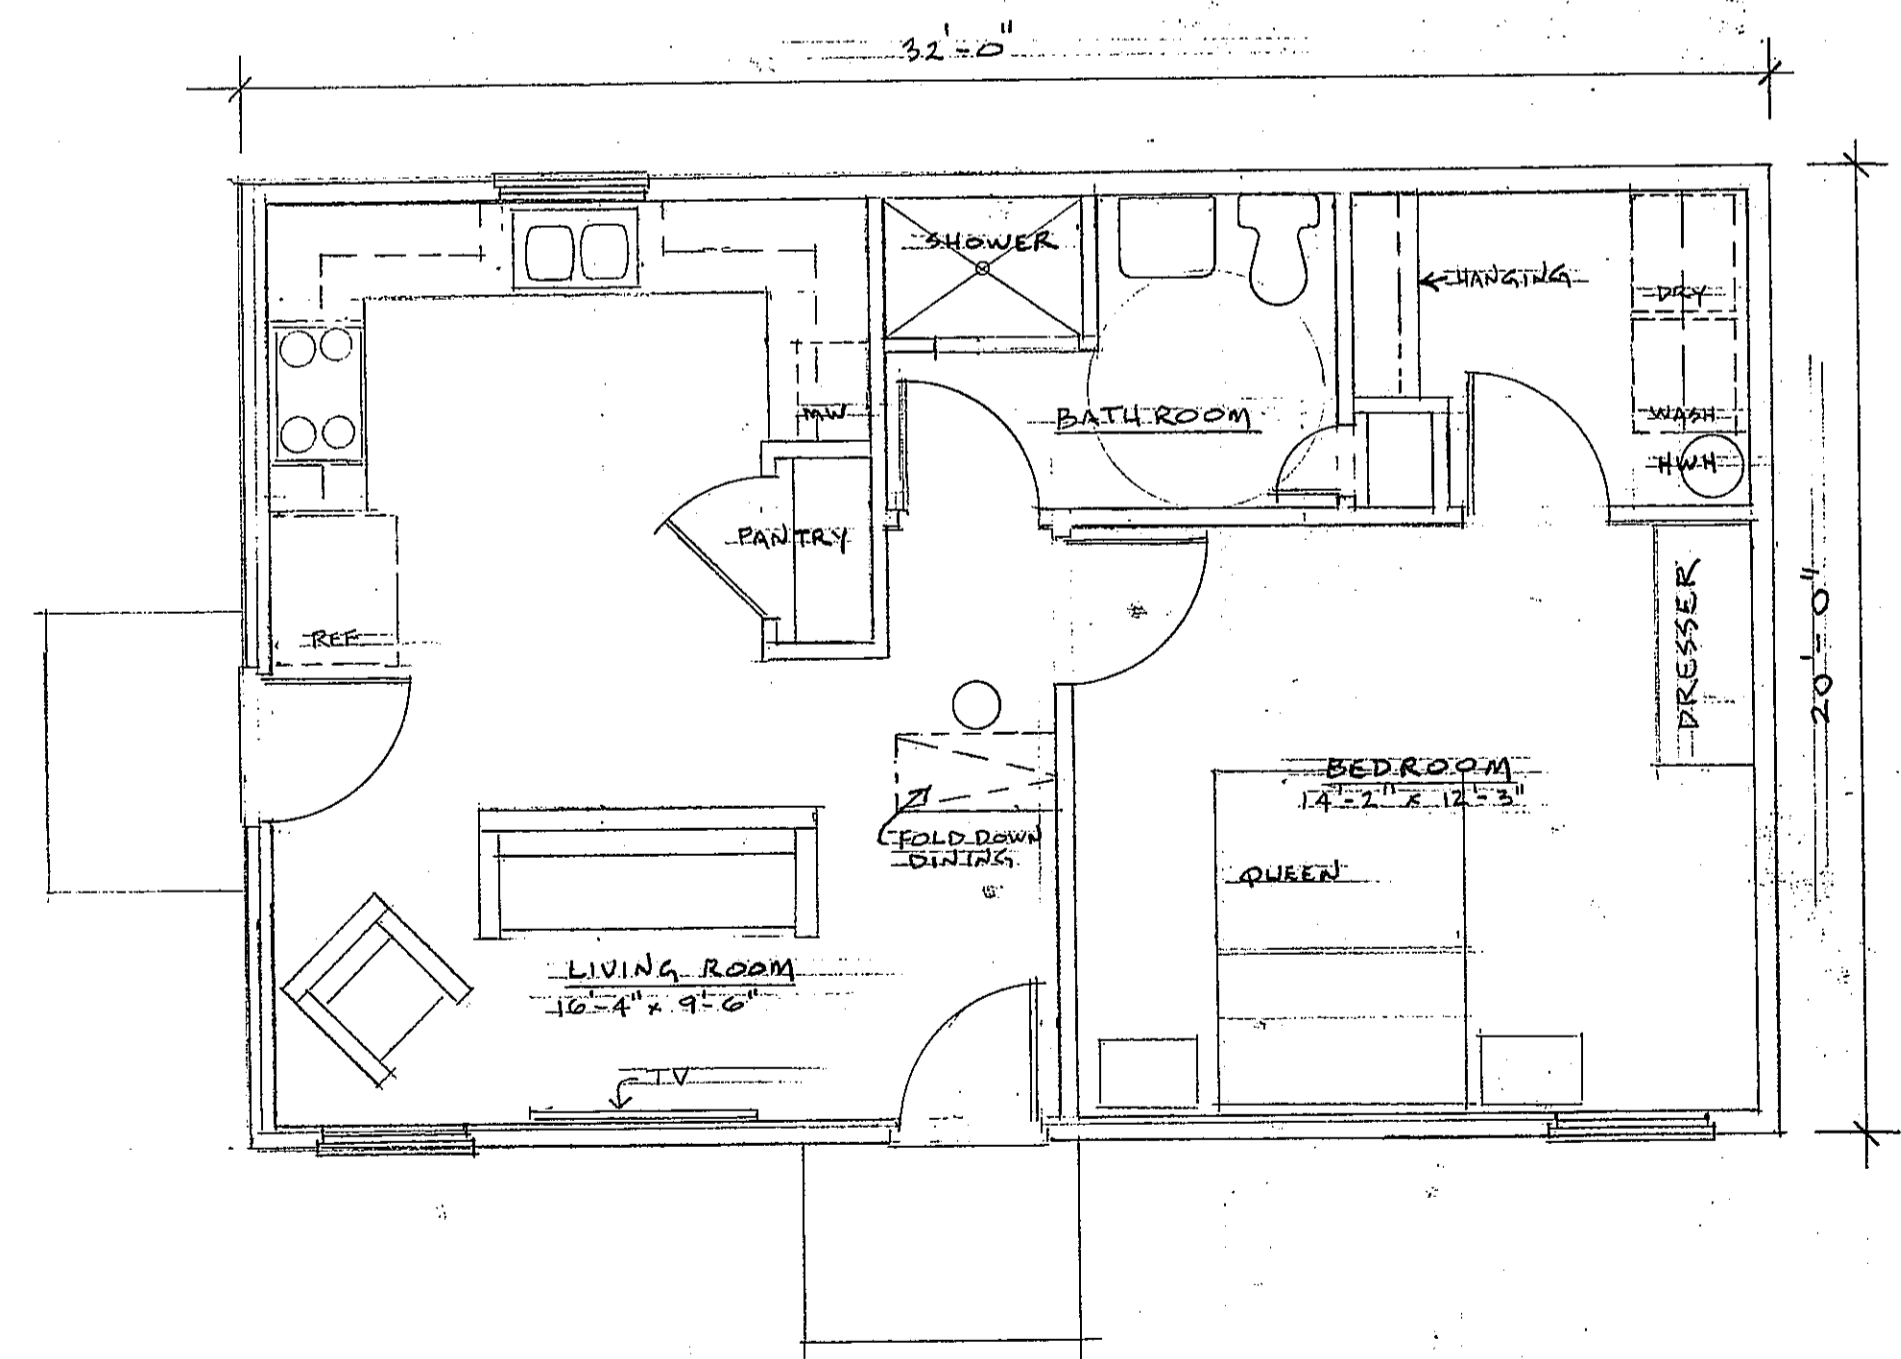 32'-0"
SHOWER
HANGING
DRY
MW
BATHROOM
WASH
HWH
PANTRY
REF
DRESSER
20'-0"
BEDROOM
14'-2" x 12'-3"
FOLD DOWN
DINING
QUEEN
LIVING ROOM
16'-4" x 9'-6"
TV